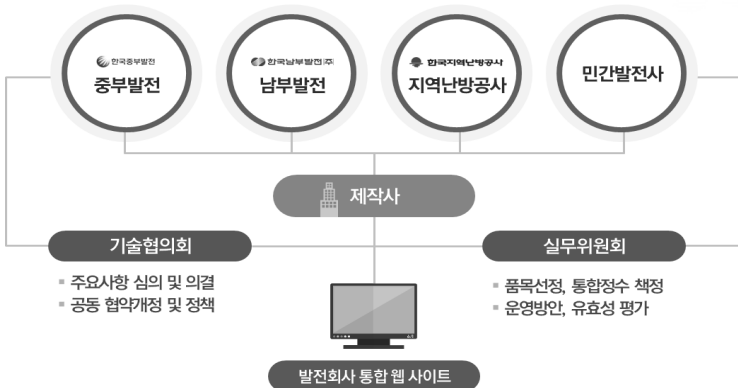 한국중부발전
중부발전
한국남부발전(주)
남부발전
한국지역난방공사
지역난방공사
민간발전사
제작사
기술협의회
▪ 주요사항 심의 및 의결
▪ 공동 협약개정 및 정책
실무위원회
▪ 품목선정, 통합정수 책정
▪ 운영방안, 유효성 평가
발전회사 통합 웹 사이트